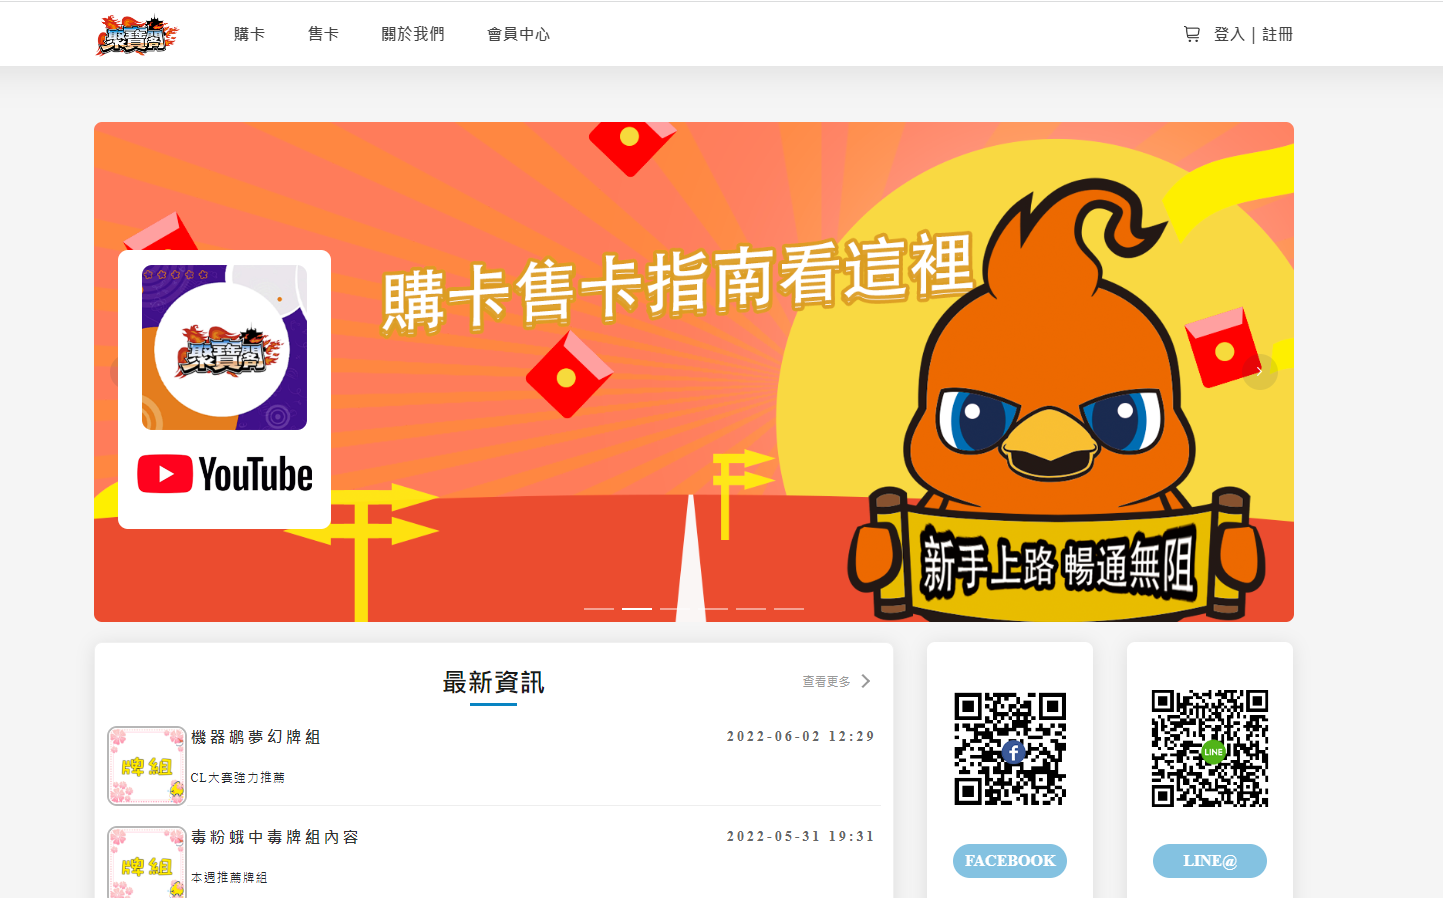 聚寶閣
購卡
售卡
關於我們
會員中心
登入 | 註冊
購卡售卡指南看這裡
聚寶閣
YouTube
新手上路 暢通無阻
最新資訊
查看更多
牌組
機器鵰夢幻牌組
2022-06-02 12:29
CL大賽強力推薦
牌組
毒粉蛾中毒牌組內容
2022-05-31 19:31
本週推薦牌組
LINE
FACEBOOK
LINE@